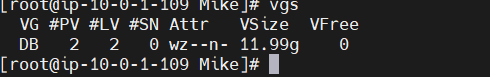 [root@ip-10-0-1-109 Mike]# vgs
  VG #PV #LV #SN Attr   VSize  VFree
  DB   2   2   0 wz--n- 11.99g    0
[root@ip-10-0-1-109 Mike]#